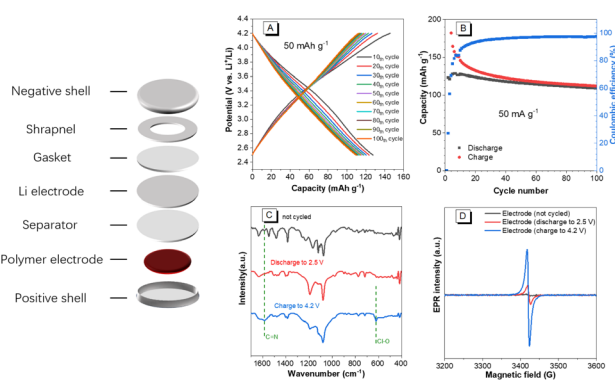 Negative shell
Shrapnel
Gasket
Li electrode
Separator
Polymer electrode
Positive shell
A
50 mAh g⁻¹
10th cycle
20th cycle
30th cycle
40th cycle
50th cycle
60th cycle
70th cycle
80th cycle
90th cycle
100th cycle
4.2
4.0
3.8
3.6
3.4
3.2
3.0
2.8
2.6
2.4
0 20 40 60 80 100 120 140 160
Potential (V vs. Li⁺/Li)
Capacity (mAh g⁻¹)
B
50 mA g⁻¹
Discharge
Charge
200
150
100
50
0
100
80
60
40
20
0
0 20 40 60 80 100
Capacity (mAh g⁻¹)
Coulombic efficiency (%)
Cycle number
C
not cycled
Discharge to 2.5 V
Charge to 4.2 V
C=N
Cl-O
1600 1400 1200 1000 800 600 400
Intensity(a.u.)
Wavenumber (cm⁻¹)
D
Electrode (not cycled)
Electrode (discharge to 2.5 V)
Electrode (charge to 4.2 V)
3200 3300 3400 3500 3600
EPR intensity (a.u.)
Magnetic field (G)